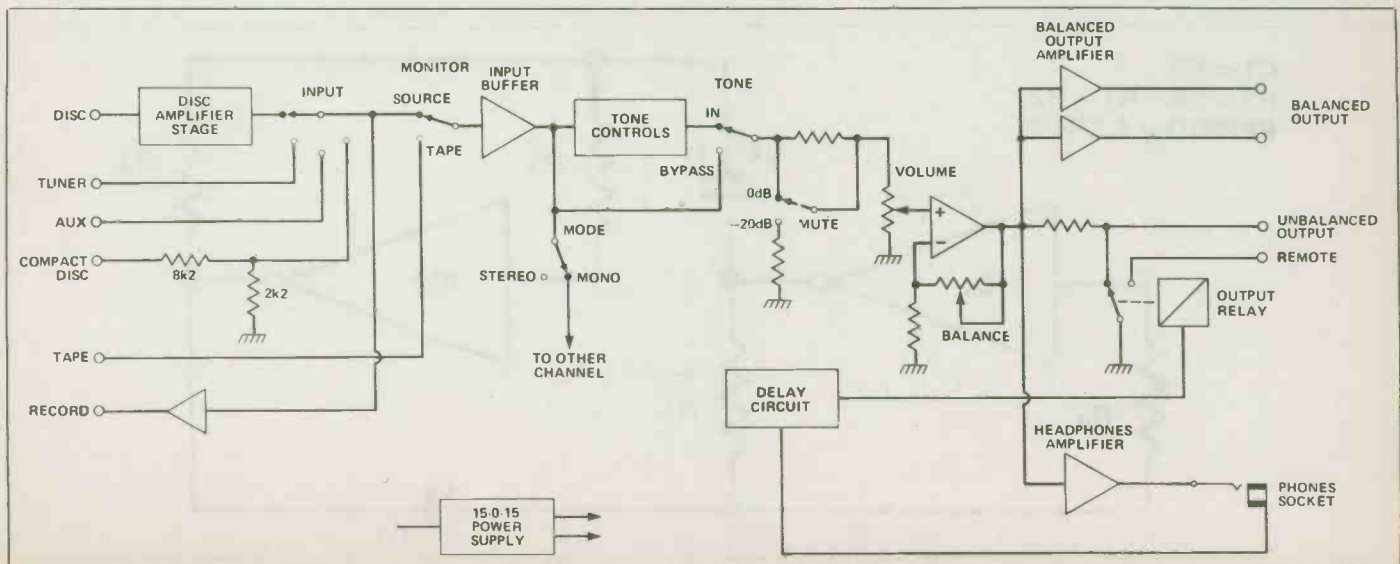 DISC
DISC
AMPLIFIER
STAGE
INPUT
MONITOR
SOURCE
TAPE
INPUT
BUFFER
TONE
CONTROLS
TONE
IN
BYPASS
0dB
-20dB
MUTE
VOLUME
+
-
BALANCE
BALANCED
OUTPUT
AMPLIFIER
BALANCED
OUTPUT
UNBALANCED
OUTPUT
REMOTE
OUTPUT
RELAY
TUNER
AUX
COMPACT
DISC
8k2
2k2
MODE
STEREO
MONO
TO OTHER
CHANNEL
TAPE
RECORD
DELAY
CIRCUIT
HEADPHONES
AMPLIFIER
PHONES
SOCKET
15-0-15
POWER
SUPPLY